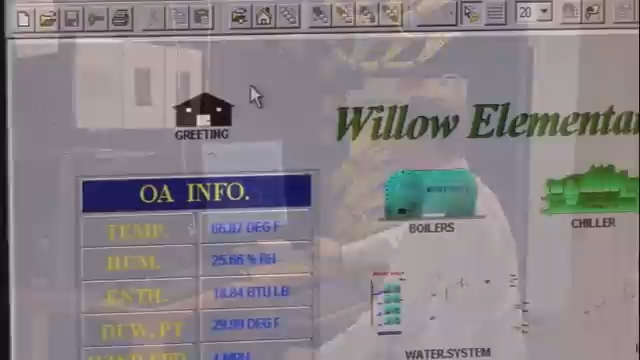 20
GREETING
Willow Elementa
OA INFO.
TEMP. 66.87 DEG F
BOILERS
CHILLER
HUM. 25.66 % RH
ENTH. 18.84 BTU LB
DEW. PT 29.99 DEG F
WATER.SYSTEM